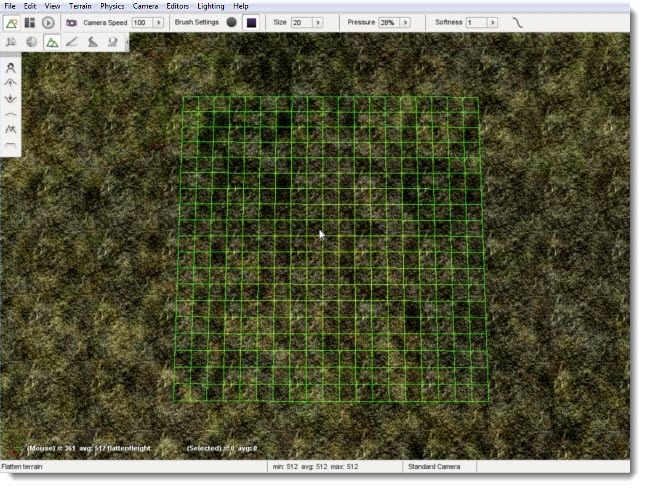 File Edit View Terrain Physics Camera Editors Lighting Help
Camera Speed 100 Brush Settings Size 20 Pressure 28% Softness 1
(Mouse) #: 361 avg: 512 flattenHeight (Selected) #: 0 avg: 0
Flatten terrain min: 512 avg: 512 max: 512 Standard Camera